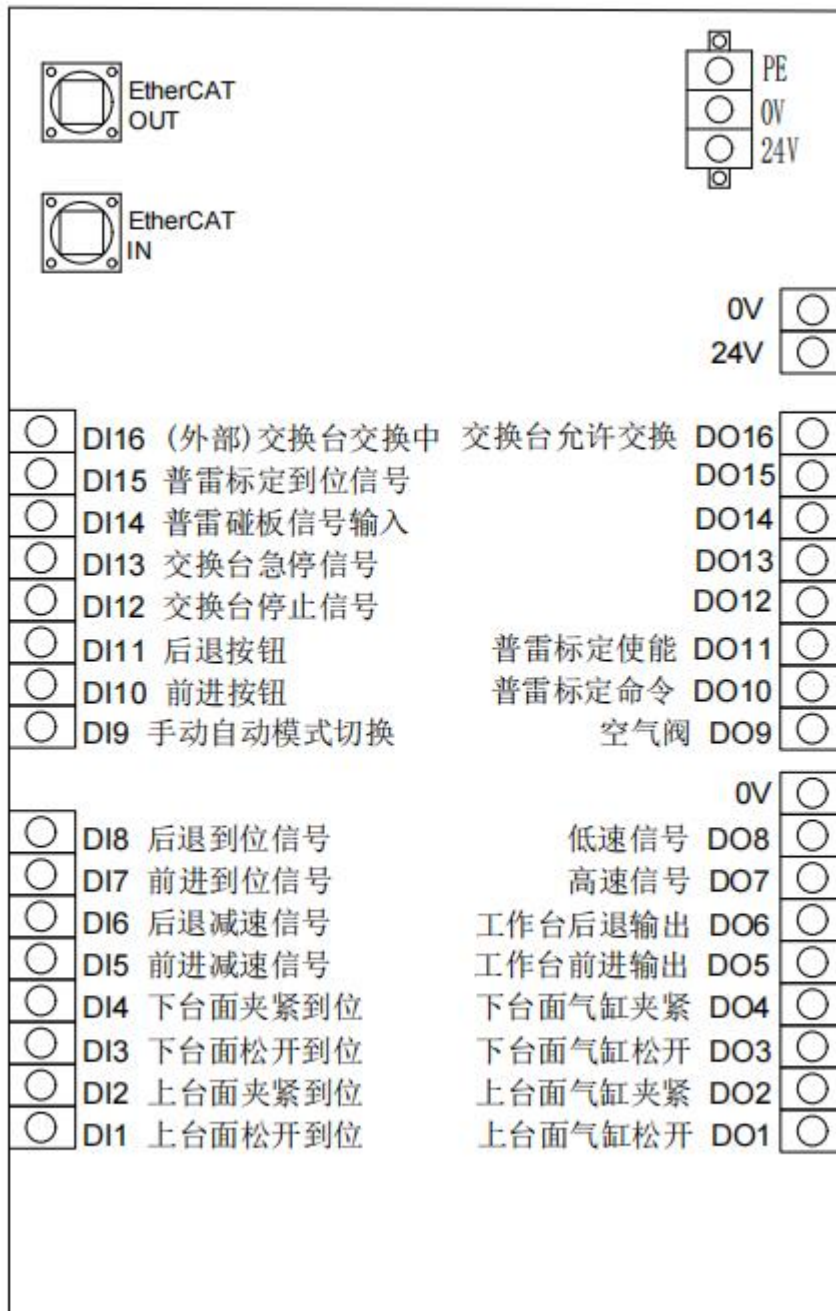 EtherCAT
OUT
PE
0V
24V
EtherCAT
IN
0V
24V
DI16 (外部)交换台交换中 交换台允许交换 DO16
DI15 普雷标定到位信号 DO15
DI14 普雷碰板信号输入 DO14
DI13 交换台急停信号 DO13
DI12 交换台停止信号 DO12
DI11 后退按钮 普雷标定使能 DO11
DI10 前进按钮 普雷标定命令 DO10
DI9 手动自动模式切换 空气阀 DO9
0V
DI8 后退到位信号 低速信号 DO8
DI7 前进到位信号 高速信号 DO7
DI6 后退减速信号 工作台后退输出 DO6
DI5 前进减速信号 工作台前进输出 DO5
DI4 下台面夹紧到位 下台面气缸夹紧 DO4
DI3 下台面松开到位 下台面气缸松开 DO3
DI2 上台面夹紧到位 上台面气缸夹紧 DO2
DI1 上台面松开到位 上台面气缸松开 DO1